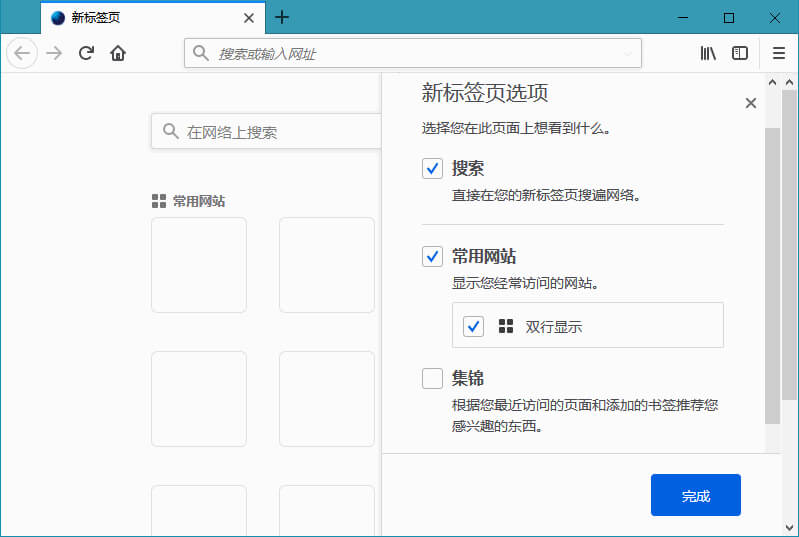 新标签页
搜索或输入网址
在网络上搜索
常用网站
新标签页选项
选择您在此页面上想看到什么。
搜索
直接在您的新标签页搜遍网络。
常用网站
显示您经常访问的网站。
双行显示
集锦
根据您最近访问的页面和添加的书签推荐您
感兴趣的东西。
完成